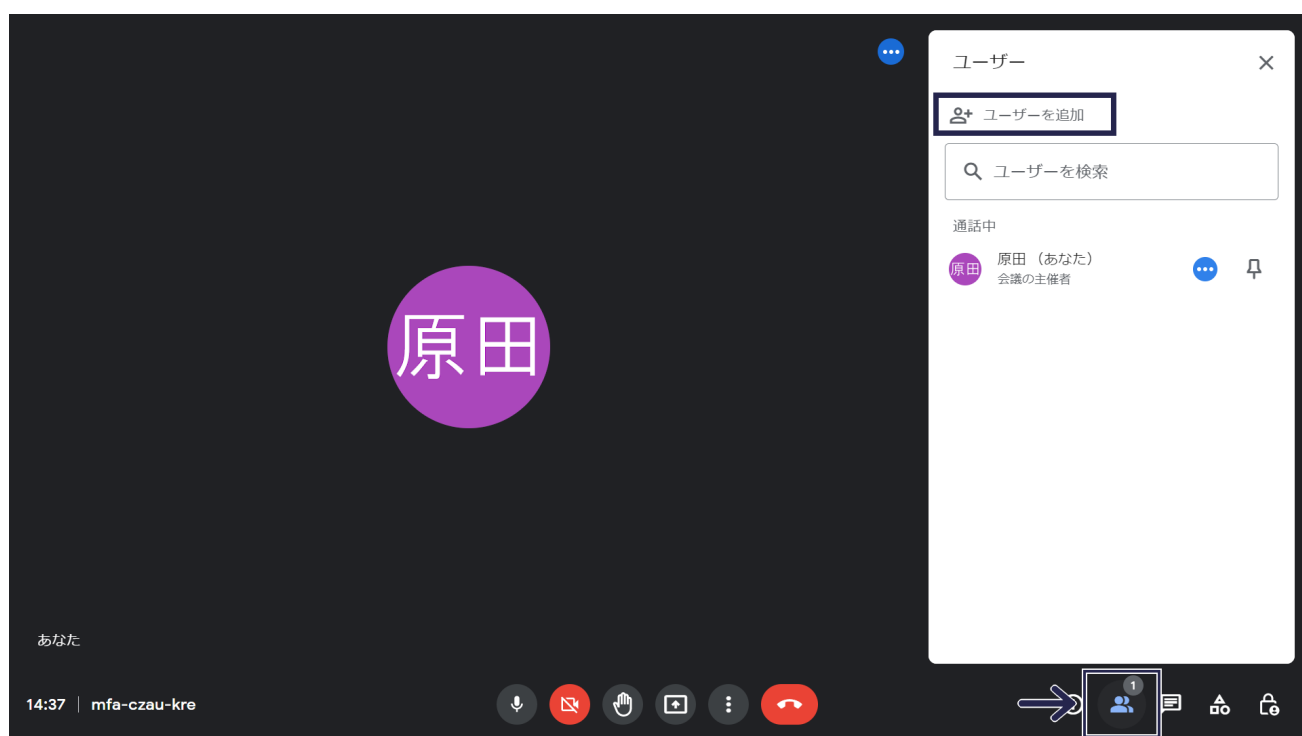 ユーザー
ユーザーを追加
ユーザーを検索
通話中
原田
原田 （あなた）
会議の主催者
原田
あなた
14:37 | mfa-czau-kre
1